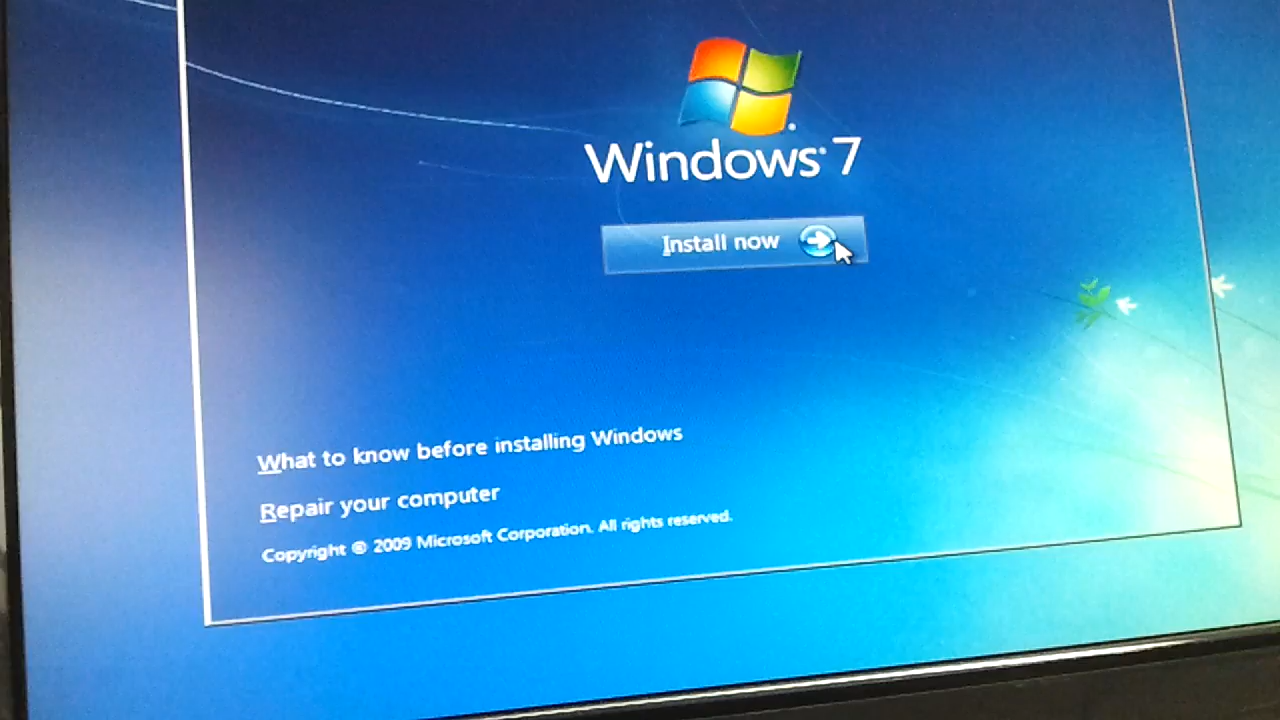 Windows 7
Install now
What to know before installing Windows
Repair your computer
Copyright © 2009 Microsoft Corporation. All rights reserved.